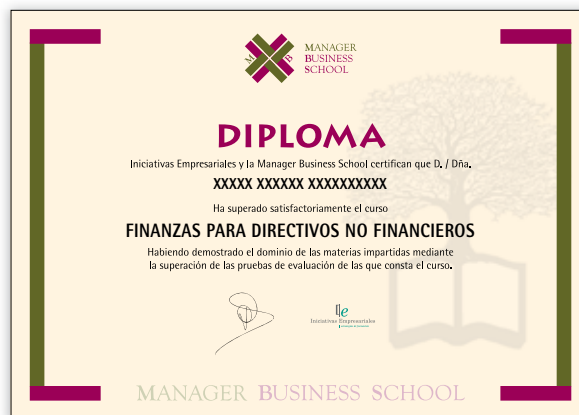 M B
MANAGER
BUSINESS
SCHOOL
DIPLOMA
Iniciativas Empresariales y la Manager Business School certifican que D. / Dña.
XXXXX XXXXXX XXXXXXXXXX
Ha superado satisfactoriamente el curso
FINANZAS PARA DIRECTIVOS NO FINANCIEROS
Habiendo demostrado el dominio de las materias impartidas mediante
la superación de las pruebas de evaluación de las que consta el curso.
Iniciativas Empresariales
MANAGER BUSINESS SCHOOL